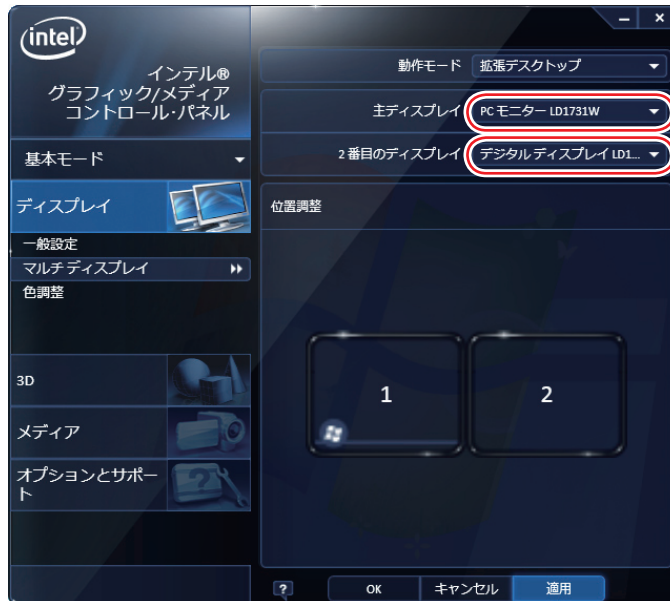 intel
インテル®
グラフィック/メディア
コントロール・パネル
基本モード
ディスプレイ
一般設定
マルチ ディスプレイ
色調整
3D
メディア
オプションとサポー
ト
動作モード 拡張デスクトップ
主ディスプレイ PC モニター LD1731W
2 番目のディスプレイ デジタル ディスプレイ LD1...
位置調整
1 2
? OK キャンセル 適用